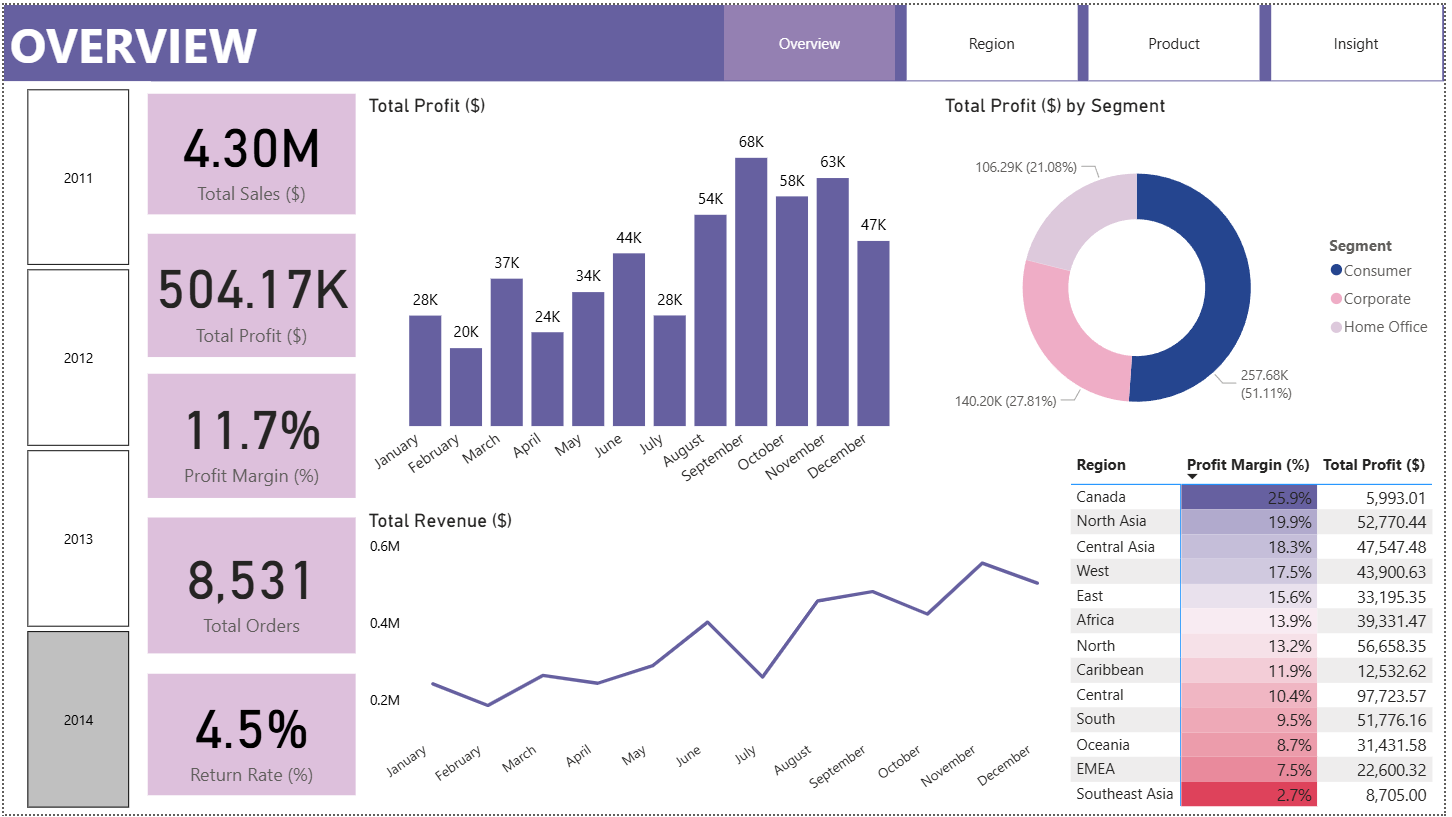 OVERVIEW
Overview
Region
Product
Insight
2011
2012
2013
2014
4.30M
Total Sales ($)
504.17K
Total Profit ($)
11.7%
Profit Margin (%)
8,531
Total Orders
4.5%
Return Rate (%)
Total Profit ($)
28K
20K
37K
24K
34K
44K
28K
54K
68K
58K
63K
47K
January
February
March
April
May
June
July
August
September
October
November
December
Total Revenue ($)
0.6M
0.4M
0.2M
January
February
March
April
May
June
July
August
September
October
November
December
Total Profit ($) by Segment
106.29K (21.08%)
140.20K (27.81%)
257.68K
(51.11%)
Segment
Consumer
Corporate
Home Office
Region Profit Margin (%) Total Profit ($)
Canada 25.9% 5,993.01
North Asia 19.9% 52,770.44
Central Asia 18.3% 47,547.48
West 17.5% 43,900.63
East 15.6% 33,195.35
Africa 13.9% 39,331.47
North 13.2% 56,658.35
Caribbean 11.9% 12,532.62
Central 10.4% 97,723.57
South 9.5% 51,776.16
Oceania 8.7% 31,431.58
EMEA 7.5% 22,600.32
Southeast Asia 2.7% 8,705.00